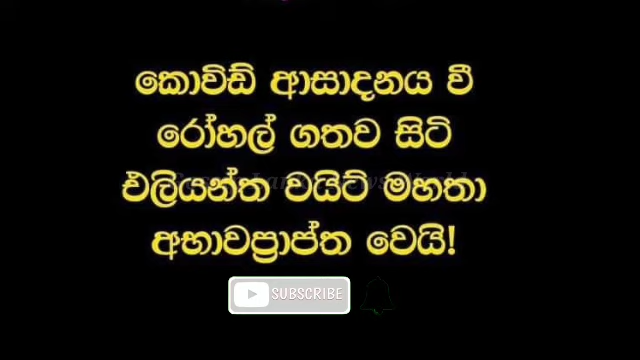 කොවිඩ් ආසාදනය වී
රෝහල් ගතව සිටි
එලියන්ත වයිට් මහතා
අභාවප්‍රාප්ත වෙයි!
SUBSCRIBE